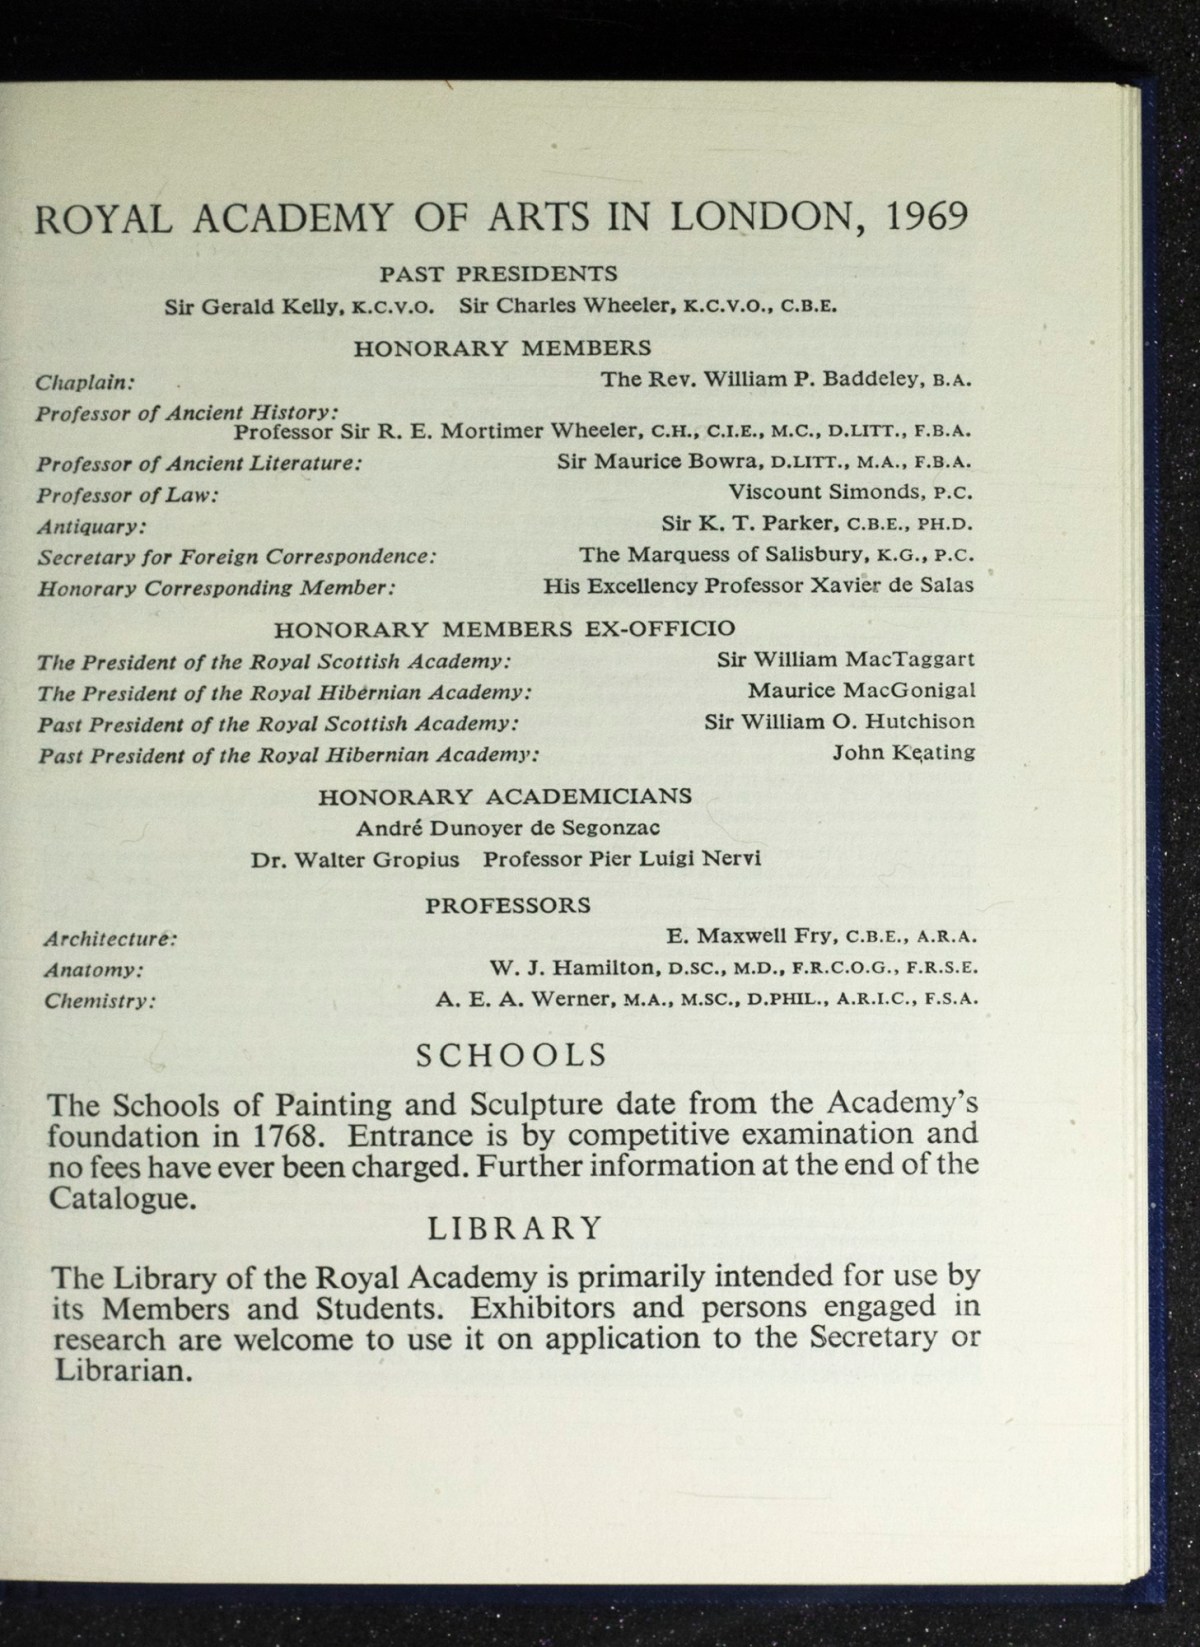 ROYAL ACADEMY OF ARTS IN LONDON, 1969
PAST PRESIDENTS
Sir Gerald Kelly, K.C.V.O. Sir Charles Wheeler, K.C.V.O., C.B.E.
HONORARY MEMBERS
Chaplain: The Rev. William P. Baddeley, B.A.
Professor of Ancient History:
Professor Sir R. E. Mortimer Wheeler, C.H., C.I.E., M.C., D.LITT., F.B.A.
Professor of Ancient Literature: Sir Maurice Bowra, D.LITT., M.A., F.B.A.
Professor of Law: Viscount Simonds, P.C.
Antiquary: Sir K. T. Parker, C.B.E., PH.D.
Secretary for Foreign Correspondence: The Marquess of Salisbury, K.G., P.C.
Honorary Corresponding Member: His Excellency Professor Xavier de Salas
HONORARY MEMBERS EX-OFFICIO
The President of the Royal Scottish Academy: Sir William MacTaggart
The President of the Royal Hibernian Academy: Maurice MacGonigal
Past President of the Royal Scottish Academy: Sir William O. Hutchison
Past President of the Royal Hibernian Academy: John Keating
HONORARY ACADEMICIANS
André Dunoyer de Segonzac
Dr. Walter Gropius Professor Pier Luigi Nervi
PROFESSORS
Architecture: E. Maxwell Fry, C.B.E., A.R.A.
Anatomy: W. J. Hamilton, D.SC., M.D., F.R.C.O.G., F.R.S.E.
Chemistry: A. E. A. Werner, M.A., M.SC., D.PHIL., A.R.I.C., F.S.A.
SCHOOLS
The Schools of Painting and Sculpture date from the Academy's
foundation in 1768. Entrance is by competitive examination and
no fees have ever been charged. Further information at the end of the
Catalogue.
LIBRARY
The Library of the Royal Academy is primarily intended for use by
its Members and Students. Exhibitors and persons engaged in
research are welcome to use it on application to the Secretary or
Librarian.